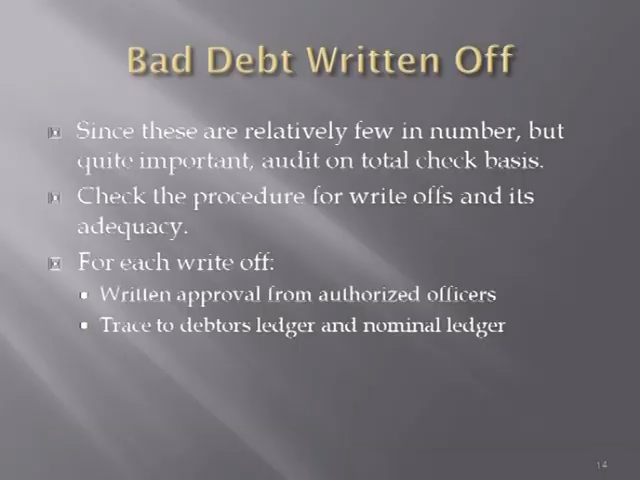 Bad Debt Written Off
Since these are relatively few in number, but
quite important, audit on total check basis.
Check the procedure for write offs and its
adequacy.
For each write off:
Written approval from authorized officers
Trace to debtors ledger and nominal ledger
14